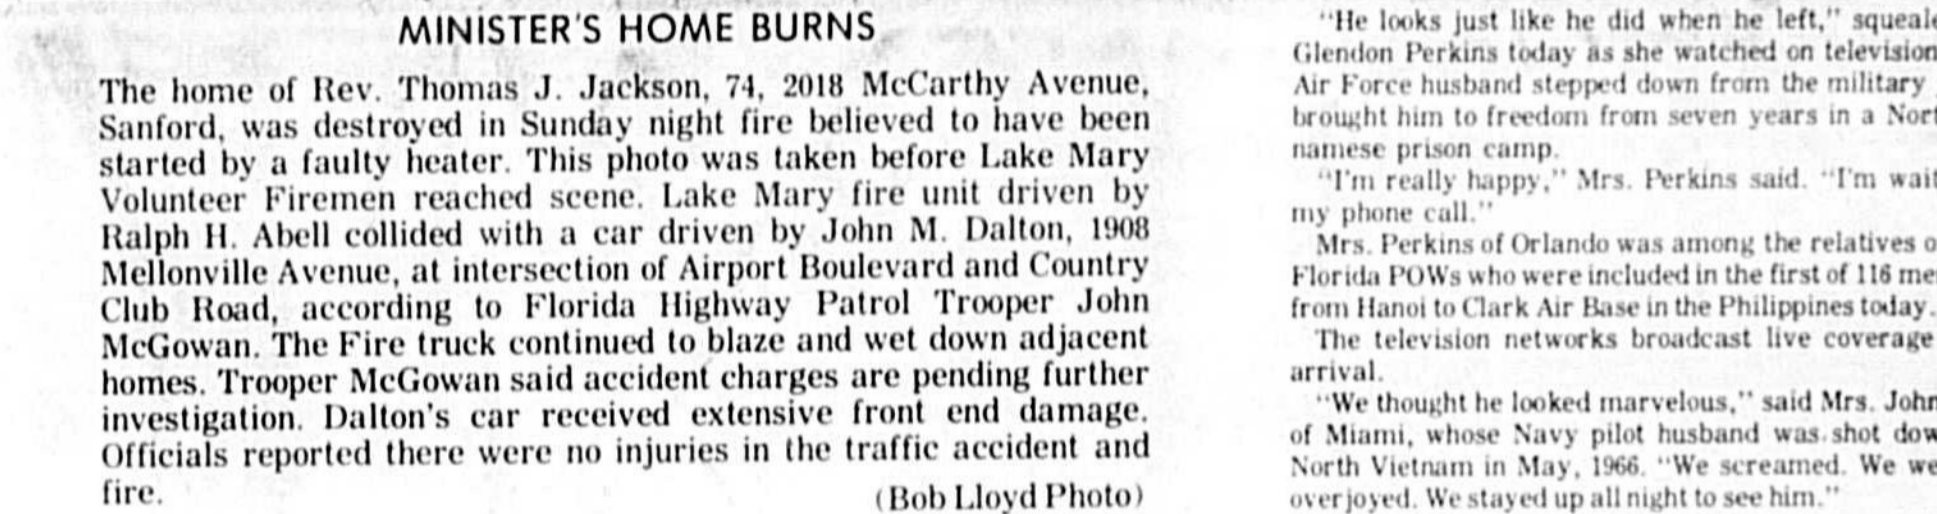 MINISTER'S HOME BURNS
The home of Rev. Thomas J. Jackson, 74, 2018 McCarthy Avenue,
Sanford, was destroyed in Sunday night fire believed to have been
started by a faulty heater. This photo was taken before Lake Mary
Volunteer Firemen reached scene. Lake Mary fire unit driven by
Ralph H. Abell collided with a car driven by John M. Dalton, 1908
Mellonville Avenue, at intersection of Airport Boulevard and Country
Club Road, according to Florida Highway Patrol Trooper John
McGowan. The Fire truck continued to blaze and wet down adjacent
homes. Trooper McGowan said accident charges are pending further
investigation. Dalton's car received extensive front end damage.
Officials reported there were no injuries in the traffic accident and
fire.
(Bob Lloyd Photo)
"He looks just like he did when he left," squeale
Glendon Perkins today as she watched on television
Air Force husband stepped down from the military
brought him to freedom from seven years in a Nort
namese prison camp.
"I'm really happy," Mrs. Perkins said. "I'm wait
my phone call."
Mrs. Perkins of Orlando was among the relatives o
Florida POWs who were included in the first of 116 me
from Hanoi to Clark Air Base in the Philippines today.
The television networks broadcast live coverage
arrival.
"We thought he looked marvelous," said Mrs. John
of Miami, whose Navy pilot husband was shot dow
North Vietnam in May, 1966. "We screamed. We we
overjoyed. We stayed up all night to see him."